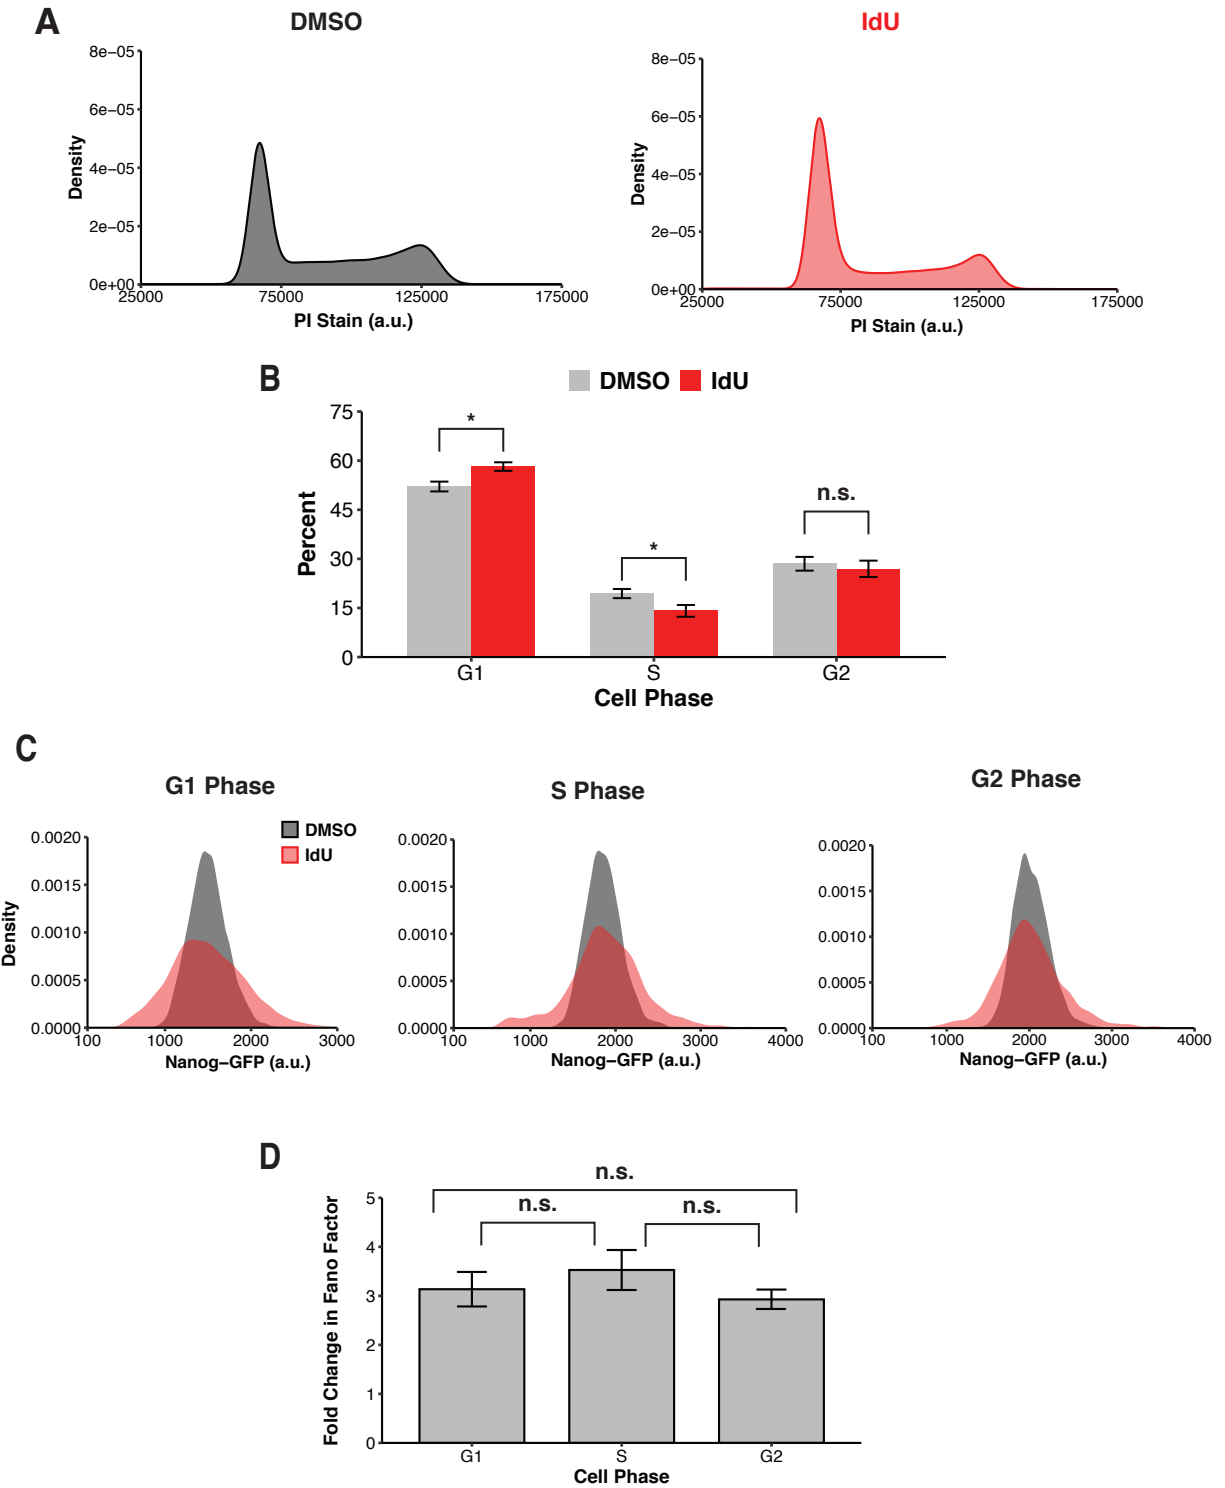 A
DMSO
IdU
8e−05
6e−05
4e−05
2e−05
0e+00
Density
25000 75000 125000 175000
PI Stain (a.u.)
8e−05
6e−05
4e−05
2e−05
0e+00
Density
25000 75000 125000 175000
PI Stain (a.u.)
B
DMSO IdU
75
60
45
30
15
0
Percent
*
*
n.s.
G1 S G2
Cell Phase
C
G1 Phase
DMSO
IdU
0.0020
0.0015
0.0010
0.0005
0.0000
Density
100 1000 2000 3000
Nanog−GFP (a.u.)
S Phase
0.0020
0.0015
0.0010
0.0005
0.0000
100 1000 2000 3000 4000
Nanog−GFP (a.u.)
G2 Phase
0.0020
0.0015
0.0010
0.0005
0.0000
100 1000 2000 3000 4000
Nanog−GFP (a.u.)
D
n.s.
n.s. n.s.
5
4
3
2
1
0
Fold Change in Fano Factor
G1 S G2
Cell Phase